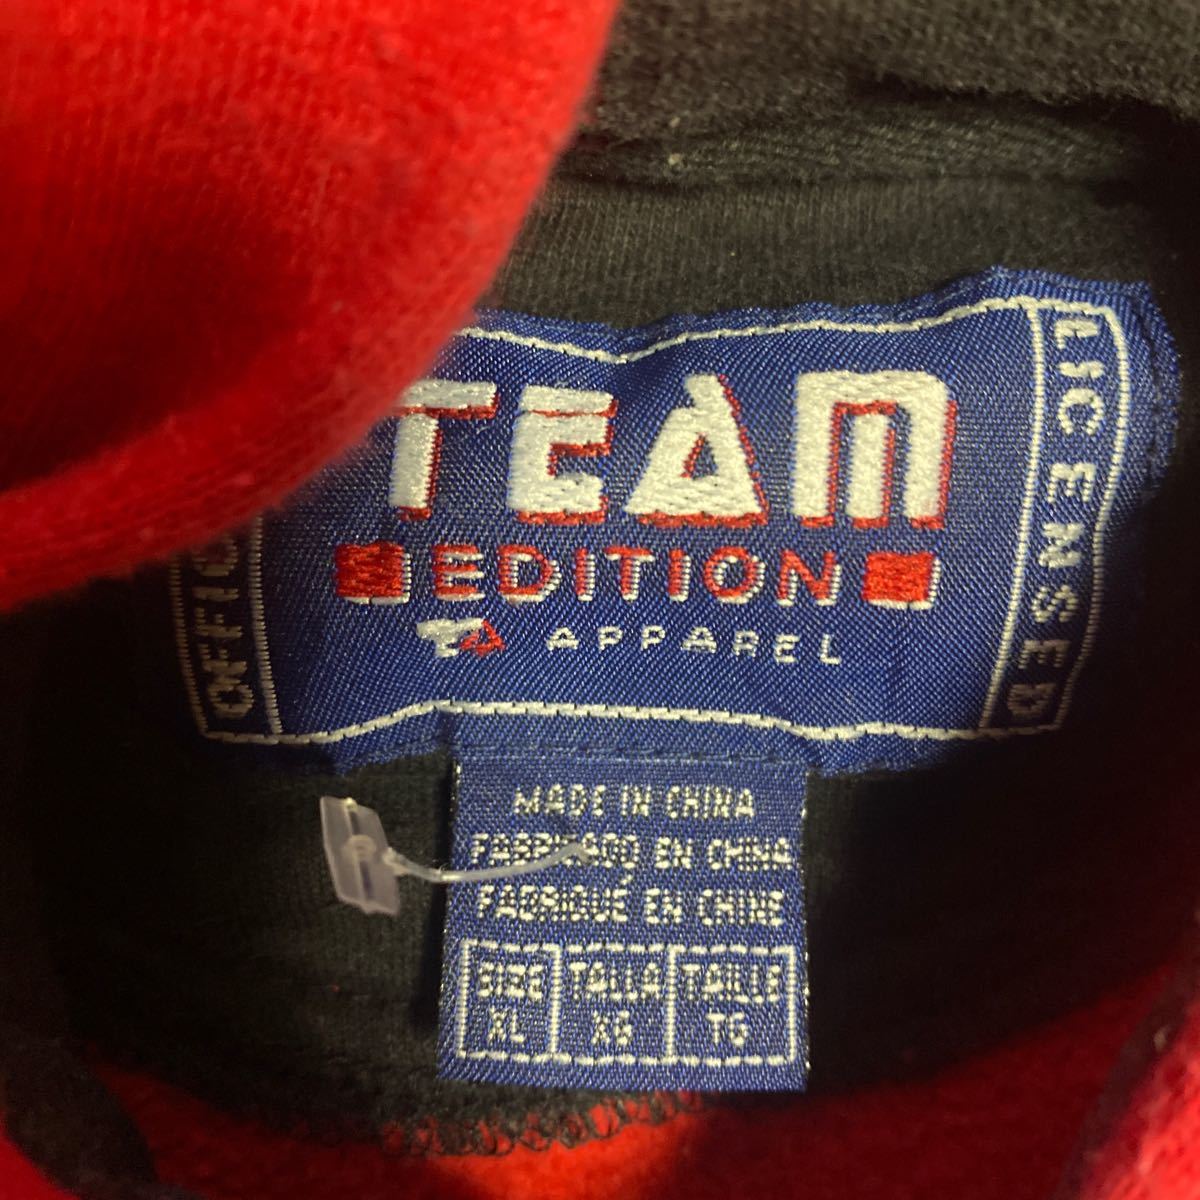 TEAM
EDITION
APPAREL
LICENSED
MADE IN CHINA
FABRICADO EN CHINA
FABRIQUÉ EN CHINE
SIZE TALLA TAILLE
XL XG TG